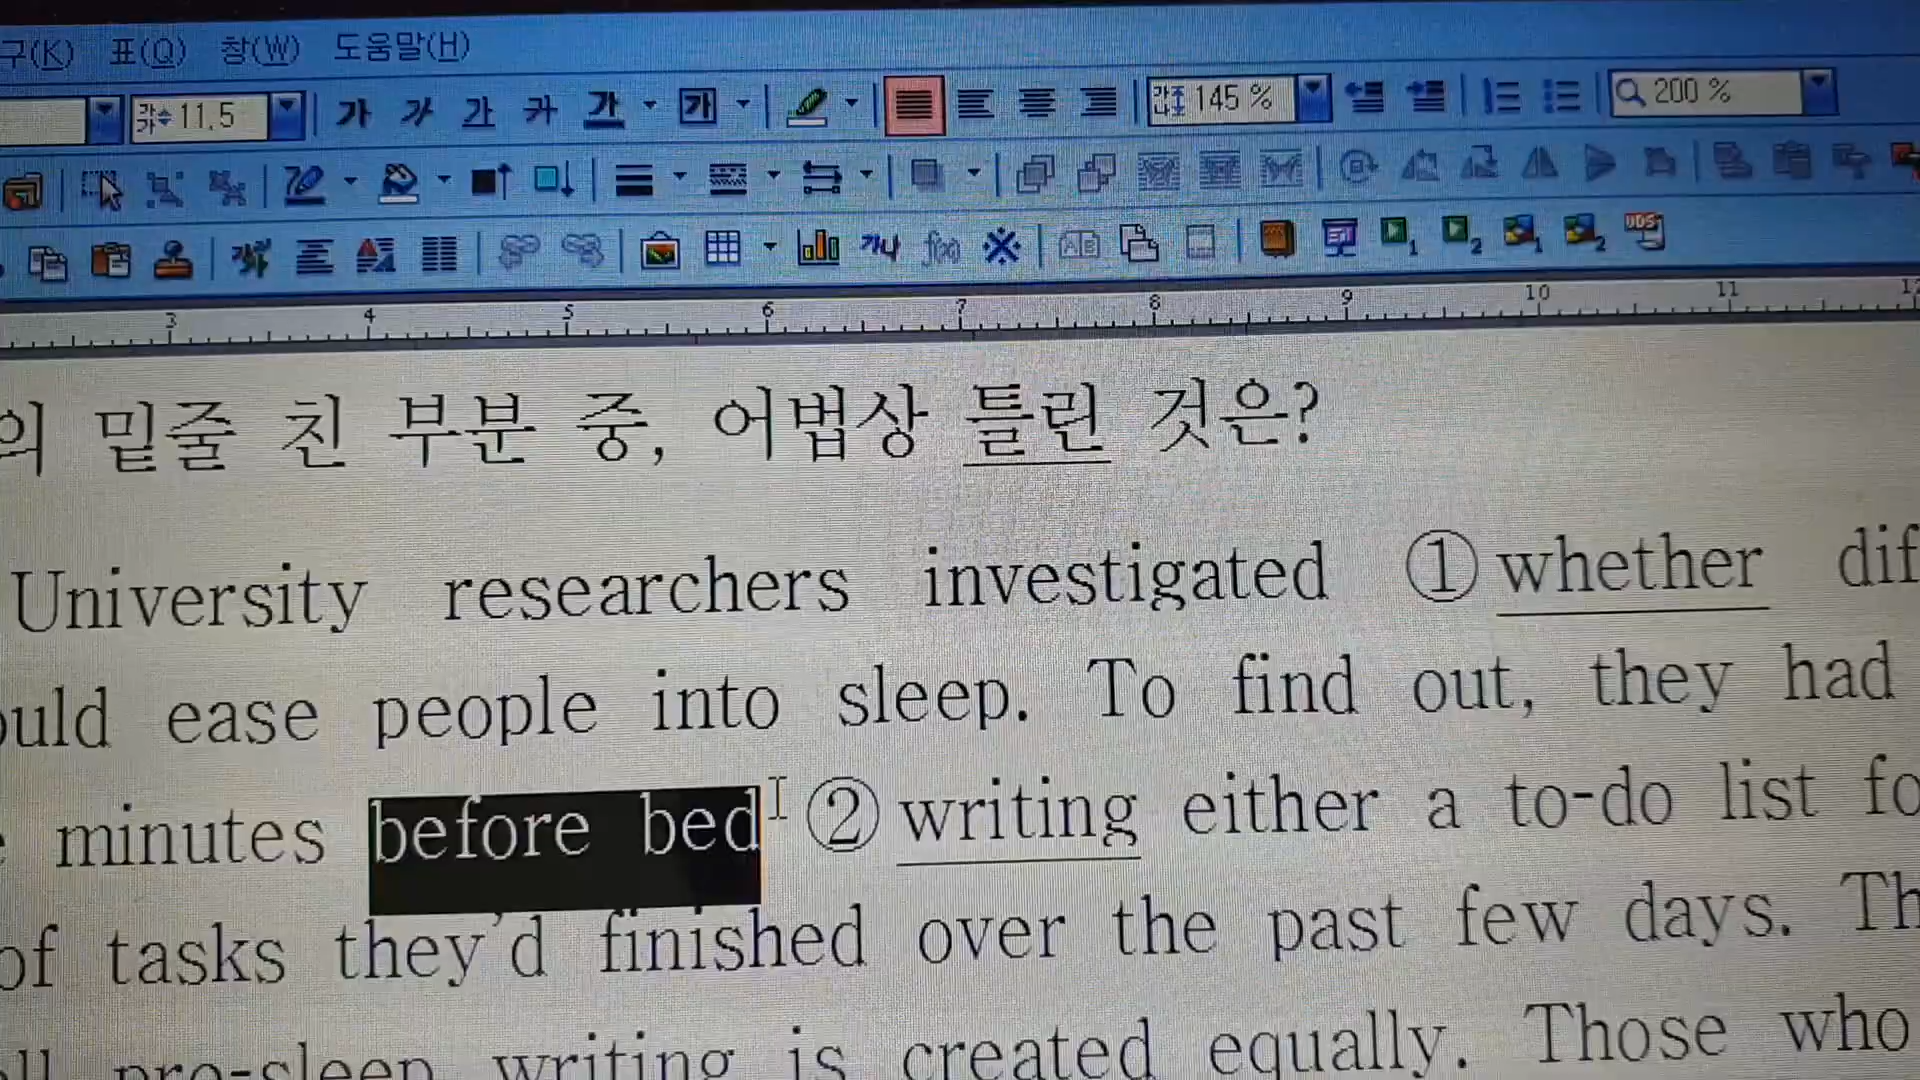 구(K) 표(Q) 창(W) 도움말(H)
11,5 가 가 가 가 가 가 145 % 200 %
3 4 5 6 7 8 9 10 11
의 밑줄 친 부분 중, 어법상 틀린 것은?
University researchers investigated ① whether
ease people into sleep. To find out, they had
minutes before bed ② writing either a to-do list
of tasks they'd finished over the past few days.
pro-sleep writing is created equally. Those who